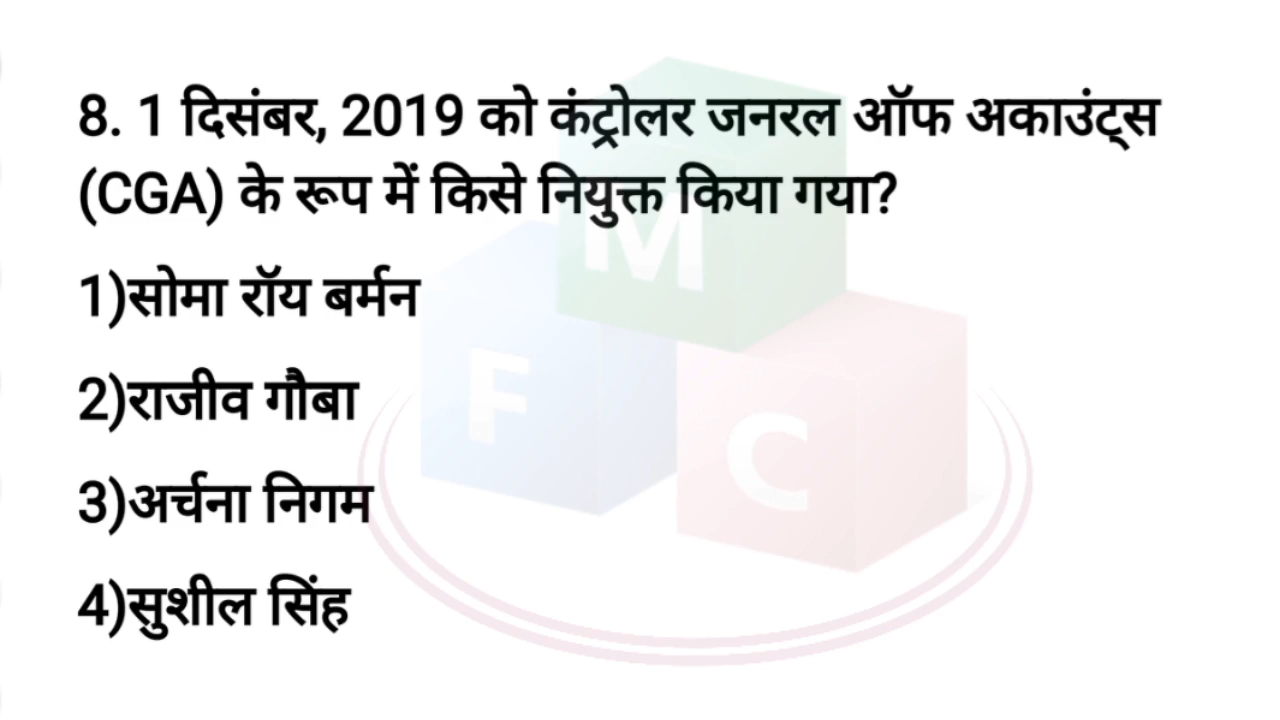 8. 1 दिसंबर, 2019 को कंट्रोलर जनरल ऑफ अकाउंट्स
(CGA) के रूप में किसे नियुक्त किया गया?
1)सोमा रॉय बर्मन
2)राजीव गौबा
3)अर्चना निगम
4)सुशील सिंह
M
F
C